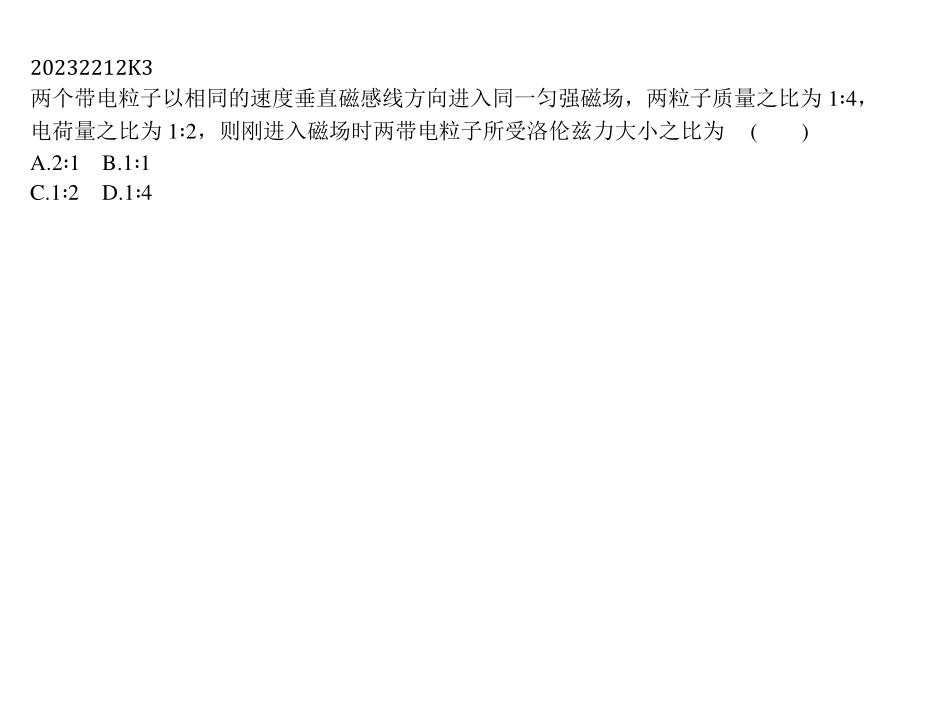 20232212K3
两个带电粒子以相同的速度垂直磁感线方向进入同一匀强磁场，两粒子质量之比为 1∶4，
电荷量之比为 1∶2，则刚进入磁场时两带电粒子所受洛伦兹力大小之比为 (  )
A.2∶1 B.1∶1
C.1∶2 D.1∶4